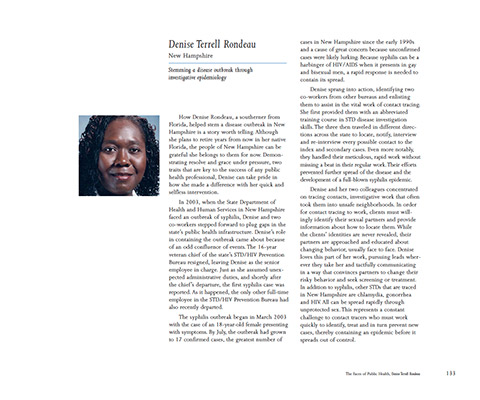 Denise Terrell Rondeau
New Hampshire
Stemming a disease outbreak through
investigative epidemiology
How Denise Rondeau, a southerner from
Florida, helped stem a disease outbreak in New
Hampshire is a story worth telling. Although
she plans to retire years from now in her native
Florida, the people of New Hampshire can be
grateful she belongs to them for now. Demon-
strating resolve and grace under pressure, two
traits that are key to the success of any public
health professional, Denise can take pride in
how she made a difference with her quick and
selfless intervention.
In 2003, when the State Department of
Health and Human Services in New Hampshire
faced an outbreak of syphilis, Denise and two
co-workers stepped forward to plug gaps in the
state's public health infrastructure. Denise's role
in containing the outbreak came about because
of an odd confluence of events. The 14-year
veteran chief of the state's STD/HIV Prevention
Bureau resigned, leaving Denise as the senior
employee in charge. Just as she assumed unex-
pected administrative duties, and shortly after
the chief's departure, the first syphilis case was
reported. As it happened, the only other full-time
employee in the STD/HIV Prevention Bureau had
also recently departed.
The syphilis outbreak began in March 2003
with the case of an 18-year-old female presenting
with symptoms. By July, the outbreak had grown
to 17 confirmed cases, the greatest number of
cases in New Hampshire since the early 1990s
and a cause of great concern because unconfirmed
cases were likely lurking. Because syphilis can be a
harbinger of HIV/AIDS when it presents in gay
and bisexual men, a rapid response is needed to
contain its spread.
Denise sprung into action, identifying two
co-workers from other bureaus and enlisting
them to assist in the vital work of contact tracing.
She first provided them with an abbreviated
training course in STD disease investigation
skills. The three then traveled in different direc-
tions across the state to locate, notify, interview
and re-interview every possible contact to the
index and secondary cases. Even more notably,
they handled their meticulous, rapid work without
missing a beat in their regular work. Their efforts
prevented further spread of the disease and the
development of a full-blown syphilis epidemic.
Denise and her two colleagues concentrated
on tracing contacts, investigative work that often
took them into unsafe neighborhoods. In order
for contact tracing to work, clients must will-
ingly identify their sexual partners and provide
information about how to locate them. While
the clients' identities are never revealed, their
partners are approached and educated about
changing behavior, usually face to face. Denise
loves this part of her work, pursuing leads wher-
ever they take her and tactfully communicating
in a way that convinces partners to change their
risky behavior and seek screening or treatment.
In addition to syphilis, other STDs that are traced
in New Hampshire are chlamydia, gonorrhea
and HIV. All can be spread rapidly through
unprotected sex. This represents a constant
challenge to contact tracers who must work
quickly to identify, treat and in turn prevent new
cases, thereby containing an epidemic before it
spreads out of control.
The Faces of Public Health, Denise Terrell Rondeau 133